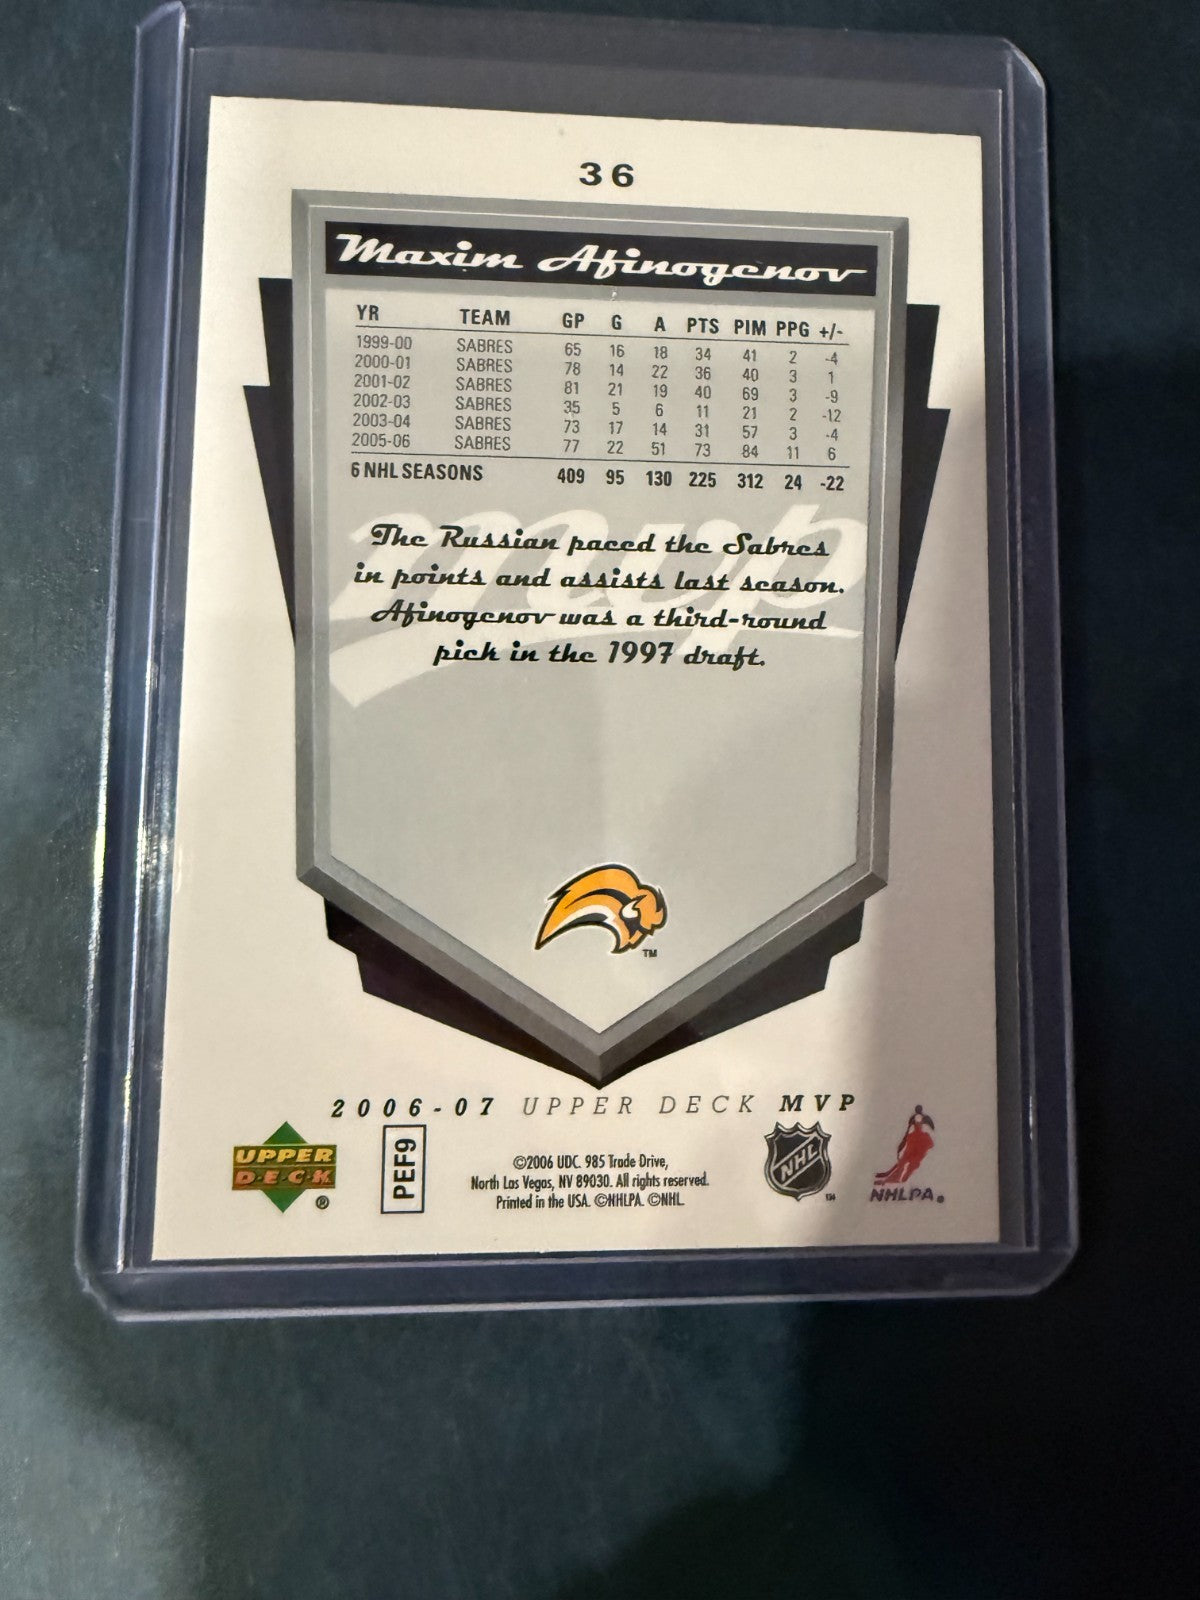 36
Maxim Afinogenov
YR TEAM GP G A PTS PIM PPG +/-
1999-00 SABRES 65 16 18 34 41 2 -4
2000-01 SABRES 78 14 22 36 40 3 1
2001-02 SABRES 81 21 19 40 69 3 -9
2002-03 SABRES 35 5 6 11 21 2 -12
2003-04 SABRES 73 17 14 31 57 3 -4
2005-06 SABRES 77 22 51 73 84 11 6
6 NHL SEASONS 409 95 130 225 312 24 -22
mvp
The Russian paced the Sabres
in points and assists last season.
Afinogenov was a third-round
pick in the 1997 draft.
TM
2006-07 UPPER DECK MVP
UPPER
D·E·C·K
®
PEF9
©2006 UDC. 985 Trade Drive,
North Las Vegas, NV 89030. All rights reserved.
Printed in the USA. ©NHLPA. ©NHL.
NHL
TM
NHLPA®